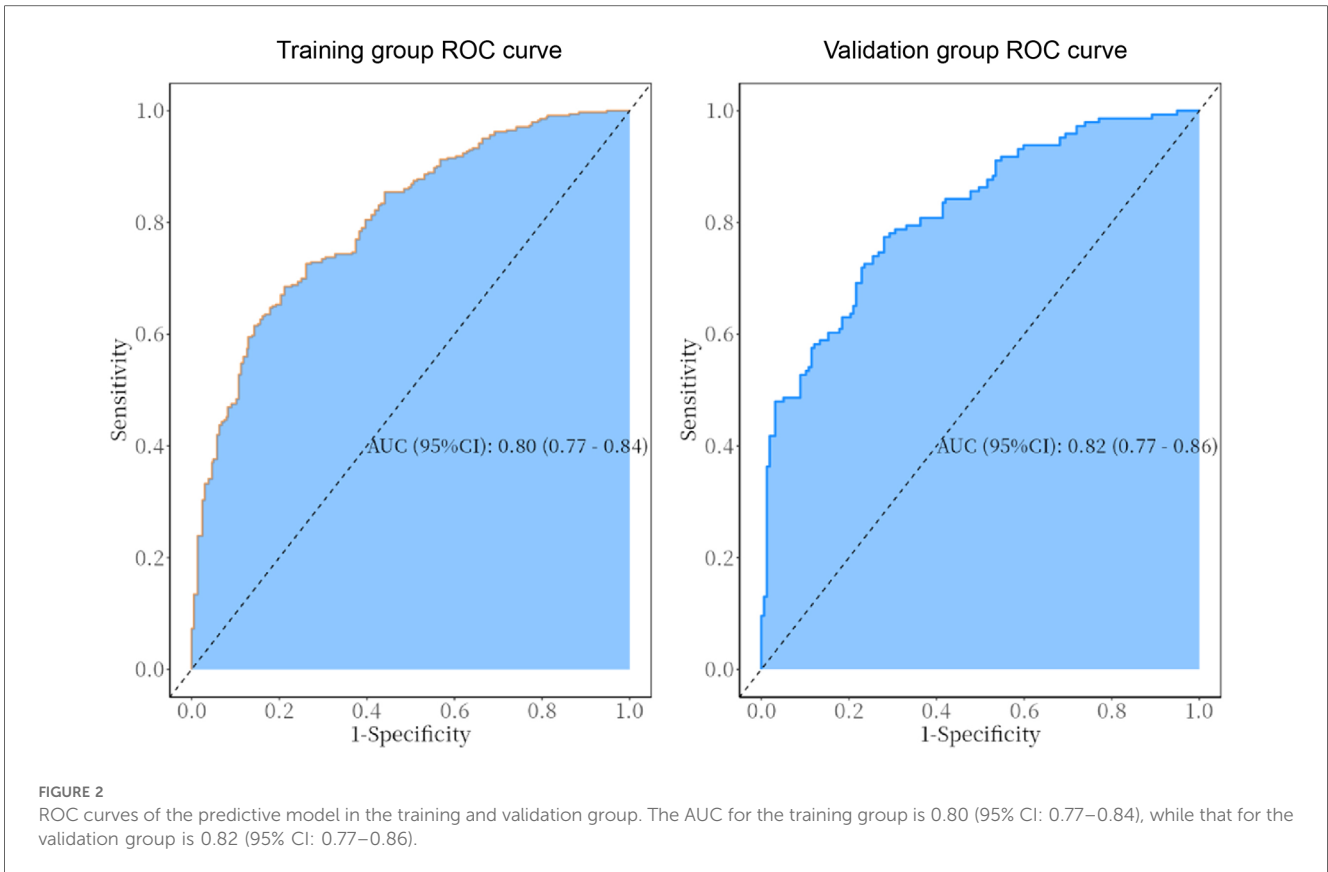 Training group ROC curve
1.0
0.8
0.6
0.4
0.2
0.0
Sensitivity
AUC (95%CI): 0.80 (0.77 - 0.84)
0.0 0.2 0.4 0.6 0.8 1.0
1-Specificity
Validation group ROC curve
1.0
0.8
0.6
0.4
0.2
0.0
Sensitivity
AUC (95%CI): 0.82 (0.77 - 0.86)
0.0 0.2 0.4 0.6 0.8 1.0
1-Specificity
FIGURE 2
ROC curves of the predictive model in the training and validation group. The AUC for the training group is 0.80 (95% CI: 0.77–0.84), while that for the
validation group is 0.82 (95% CI: 0.77–0.86).